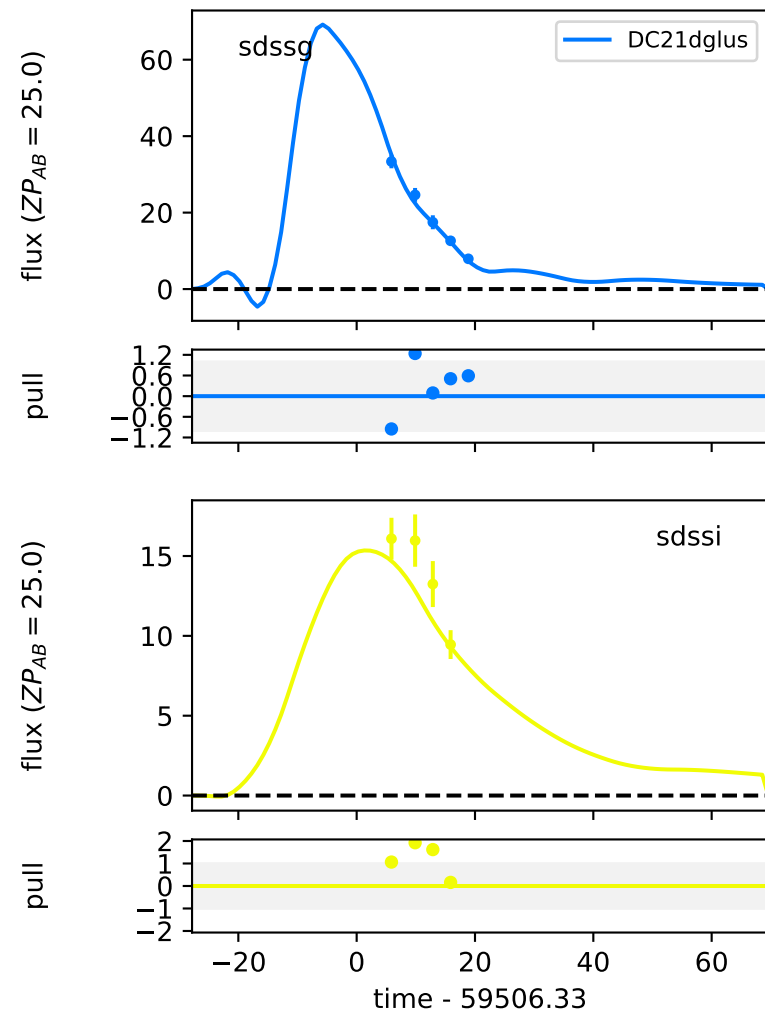 sdssg
DC21dglus
flux (ZP_AB = 25.0)
60
40
20
0
pull
1.2
0.6
0.0
−0.6
−1.2
sdssi
flux (ZP_AB = 25.0)
15
10
5
0
pull
2
1
0
−1
−2
−20 0 20 40 60
time - 59506.33